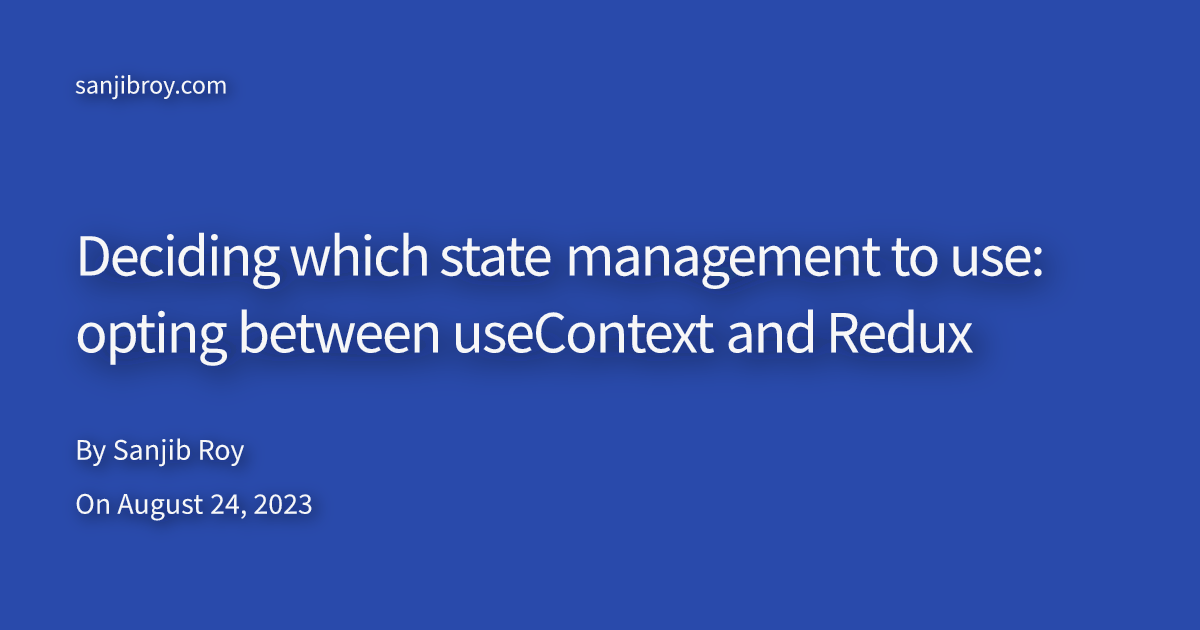 sanjibroy.com
Deciding which state management to use:
opting between useContext and Redux
By Sanjib Roy
On August 24, 2023